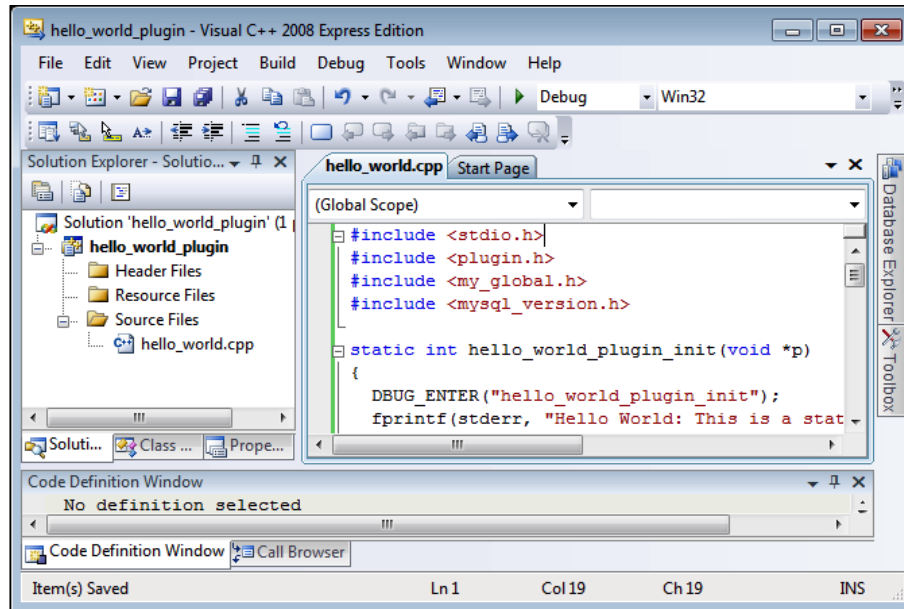 hello_world_plugin - Visual C++ 2008 Express Edition
File Edit View Project Build Debug Tools Window Help
Debug Win32
Solution Explorer - Solutio...
Solution 'hello_world_plugin' (1
hello_world_plugin
Header Files
Resource Files
Source Files
hello_world.cpp
Soluti... Class ... Prope...
hello_world.cpp Start Page
(Global Scope)
#include <stdio.h>
#include <plugin.h>
#include <my_global.h>
#include <mysql_version.h>
static int hello_world_plugin_init(void *p)
{
DBUG_ENTER("hello_world_plugin_init");
fprintf(stderr, "Hello World: This is a stat
Database Explorer
Toolbox
Code Definition Window
No definition selected
Code Definition Window Call Browser
Item(s) Saved Ln 1 Col 19 Ch 19 INS